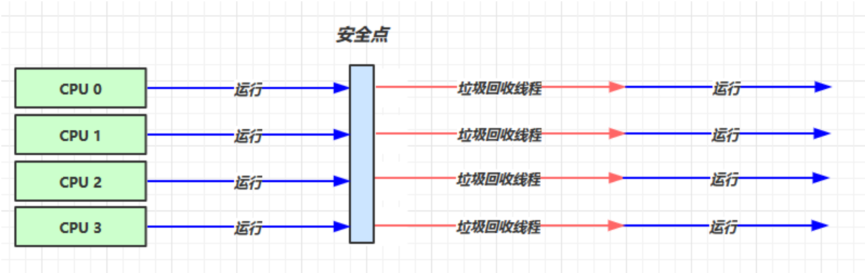 安全点
CPU 0 运行 垃圾回收线程 运行
CPU 1 运行 垃圾回收线程 运行
CPU 2 运行 垃圾回收线程 运行
CPU 3 运行 垃圾回收线程 运行